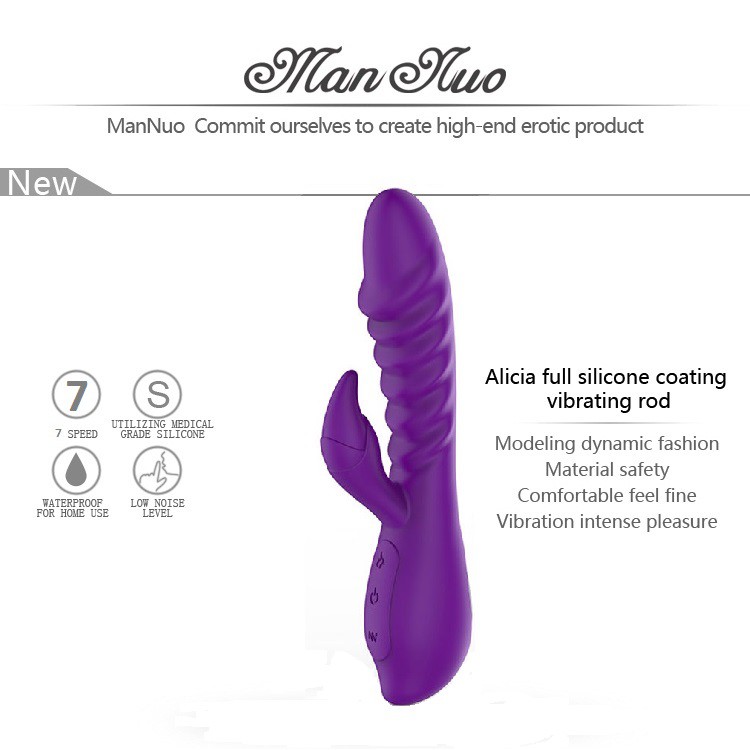 Man Nuo
ManNuo Commit ourselves to create high-end erotic product
New
7
S
7 SPEED
UTILIZING MEDICAL
GRADE SILICONE
WATERPROOF
FOR HOME USE
LOW NOISE
LEVEL
Alicia full silicone coating
vibrating rod
Modeling dynamic fashion
Material safety
Comfortable feel fine
Vibration intense pleasure